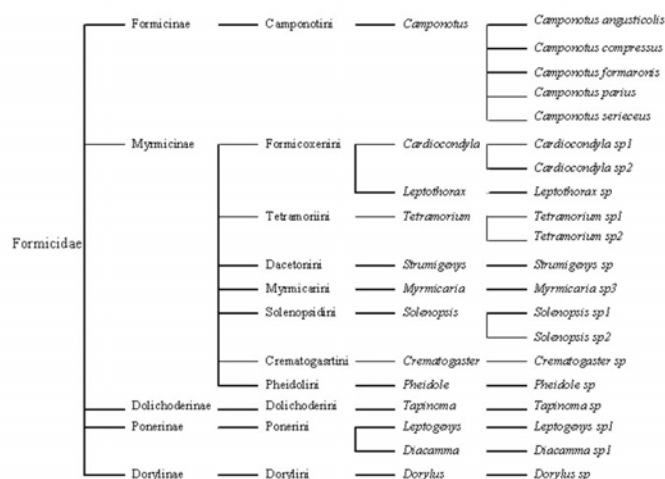 Formicinae Camponotini Camponotus Camponotus angusticolis
Camponotus compressus
Camponotus formaronis
Camponotus parius
Camponotus serieceus
Myrmicinae Formicoxenini Cardiocondyla Cardiocondyla sp1
Cardiocondyla sp2
Leptothorax Leptothorax sp
Tetramoriini Tetramorium Tetramorium sp1
Tetramorium sp2
Formicidae
Dacetonini Strumigenys Strumigenys sp
Myrmicarini Myrmicaria Myrmicaria sp3
Solenopsidini Solenopsis Solenopsis sp1
Solenopsis sp2
Crematogasrtini Crematogaster Crematogaster sp
Pheidolini Pheidole Pheidole sp
Dolichoderinae Dolichoderini Tapinoma Tapinoma sp
Ponerinae Ponerini Leptogenys Leptogenys sp1
Diacamma Diacamma sp1
Dorylinae Dorylini Dorylus Dorylus sp